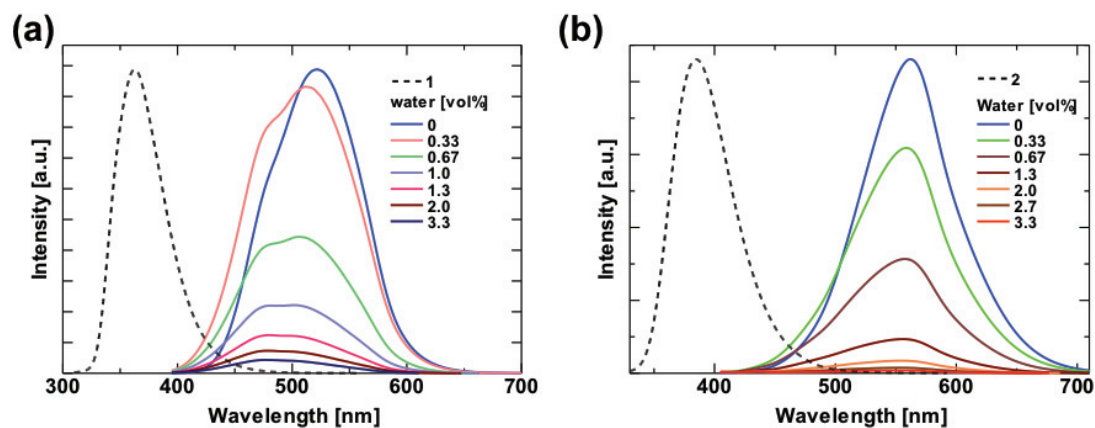 (a)
1
water [vol%]
0
0.33
0.67
1.0
1.3
2.0
3.3
Intensity [a.u.]
300 400 500 600 700
Wavelength [nm]
(b)
2
Water [vol%]
0
0.33
0.67
1.3
2.0
2.7
3.3
Intensity [a.u.]
400 500 600 700
Wavelength [nm]